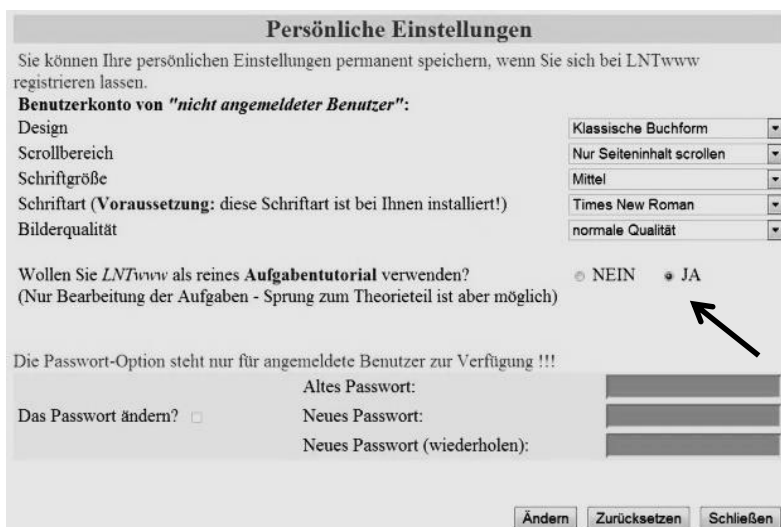 Persönliche Einstellungen
Sie können Ihre persönlichen Einstellungen permanent speichern, wenn Sie sich bei LNTwww
registrieren lassen.
Benutzerkonto von "nicht angemeldeter Benutzer":
Design Klassische Buchform
Scrollbereich Nur Seiteninhalt scrollen
Schriftgröße Mittel
Schriftart (Voraussetzung: diese Schriftart ist bei Ihnen installiert!) Times New Roman
Bilderqualität normale Qualität
Wollen Sie LNTwww als reines Aufgabentutorial verwenden? NEIN JA
(Nur Bearbeitung der Aufgaben - Sprung zum Theorieteil ist aber möglich)
Die Passwort-Option steht nur für angemeldete Benutzer zur Verfügung !!!
Altes Passwort:
Das Passwort ändern? Neues Passwort:
Neues Passwort (wiederholen):
Ändern Zurücksetzen Schließen